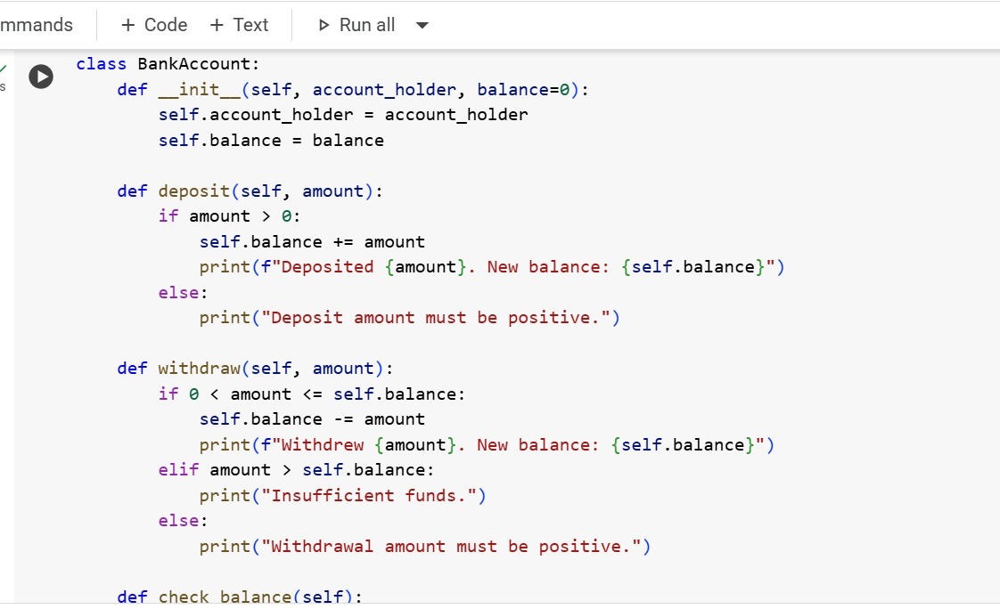 mmands + Code + Text Run all
s
class BankAccount:
    def __init__(self, account_holder, balance=0):
        self.account_holder = account_holder
        self.balance = balance
    def deposit(self, amount):
        if amount > 0:
            self.balance += amount
            print(f"Deposited {amount}. New balance: {self.balance}")
        else:
            print("Deposit amount must be positive.")
    def withdraw(self, amount):
        if 0 < amount <= self.balance:
            self.balance -= amount
            print(f"Withdrew {amount}. New balance: {self.balance}")
        elif amount > self.balance:
            print("Insufficient funds.")
        else:
            print("Withdrawal amount must be positive.")
    def check_balance(self):